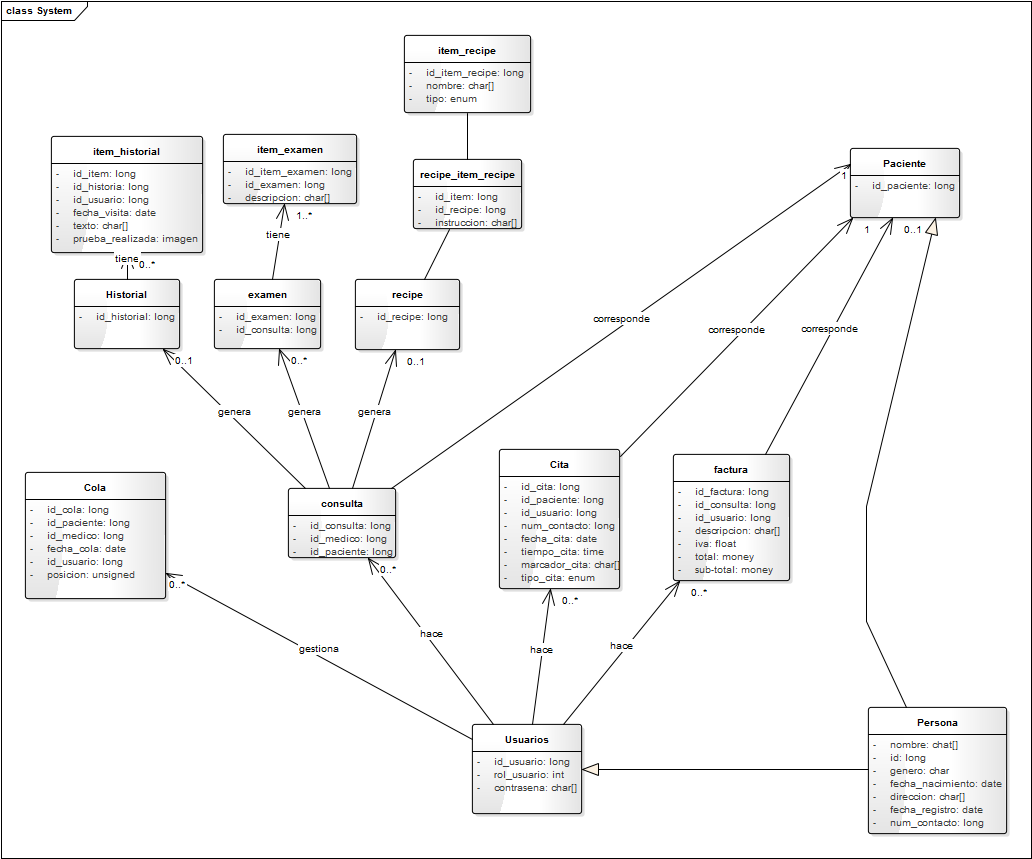 class System
item_recipe
- id_item_recipe: long
- nombre: char[]
- tipo: enum
item_historial
- id_item: long
- id_historia: long
- id_usuario: long
- fecha_visita: date
- texto: char[]
- prueba_realizada: imagen
item_examen
- id_item_examen: long
- id_examen: long
- descripcion: char[]
recipe_item_recipe
- id_item: long
- id_recipe: long
- instruccion: char[]
Paciente
- id_paciente: long
1
1
0..1
1..*
tiene
tiene
0..*
Historial
- id_historial: long
examen
- id_examen: long
- id_consulta: long
recipe
- id_recipe: long
corresponde
corresponde
corresponde
0..1
0..*
0..1
genera
genera
genera
Cola
- id_cola: long
- id_paciente: long
- id_medico: long
- fecha_cola: date
- id_usuario: long
- posicion: unsigned
consulta
- id_consulta: long
- id_medico: long
- id_paciente: long
Cita
- id_cita: long
- id_paciente: long
- id_usuario: long
- num_contacto: long
- fecha_cita: date
- tiempo_cita: time
- marcador_cita: char[]
- tipo_cita: enum
factura
- id_factura: long
- id_consulta: long
- id_usuario: long
- descripcion: char[]
- iva: float
- total: money
- sub-total: money
0..*
0..*
0..*
0..*
gestiona
hace
hace
hace
Usuarios
- id_usuario: long
- rol_usuario: int
- contrasena: char[]
Persona
- nombre: chat[]
- id: long
- genero: char
- fecha_nacimiento: date
- direccion: char[]
- fecha_registro: date
- num_contacto: long